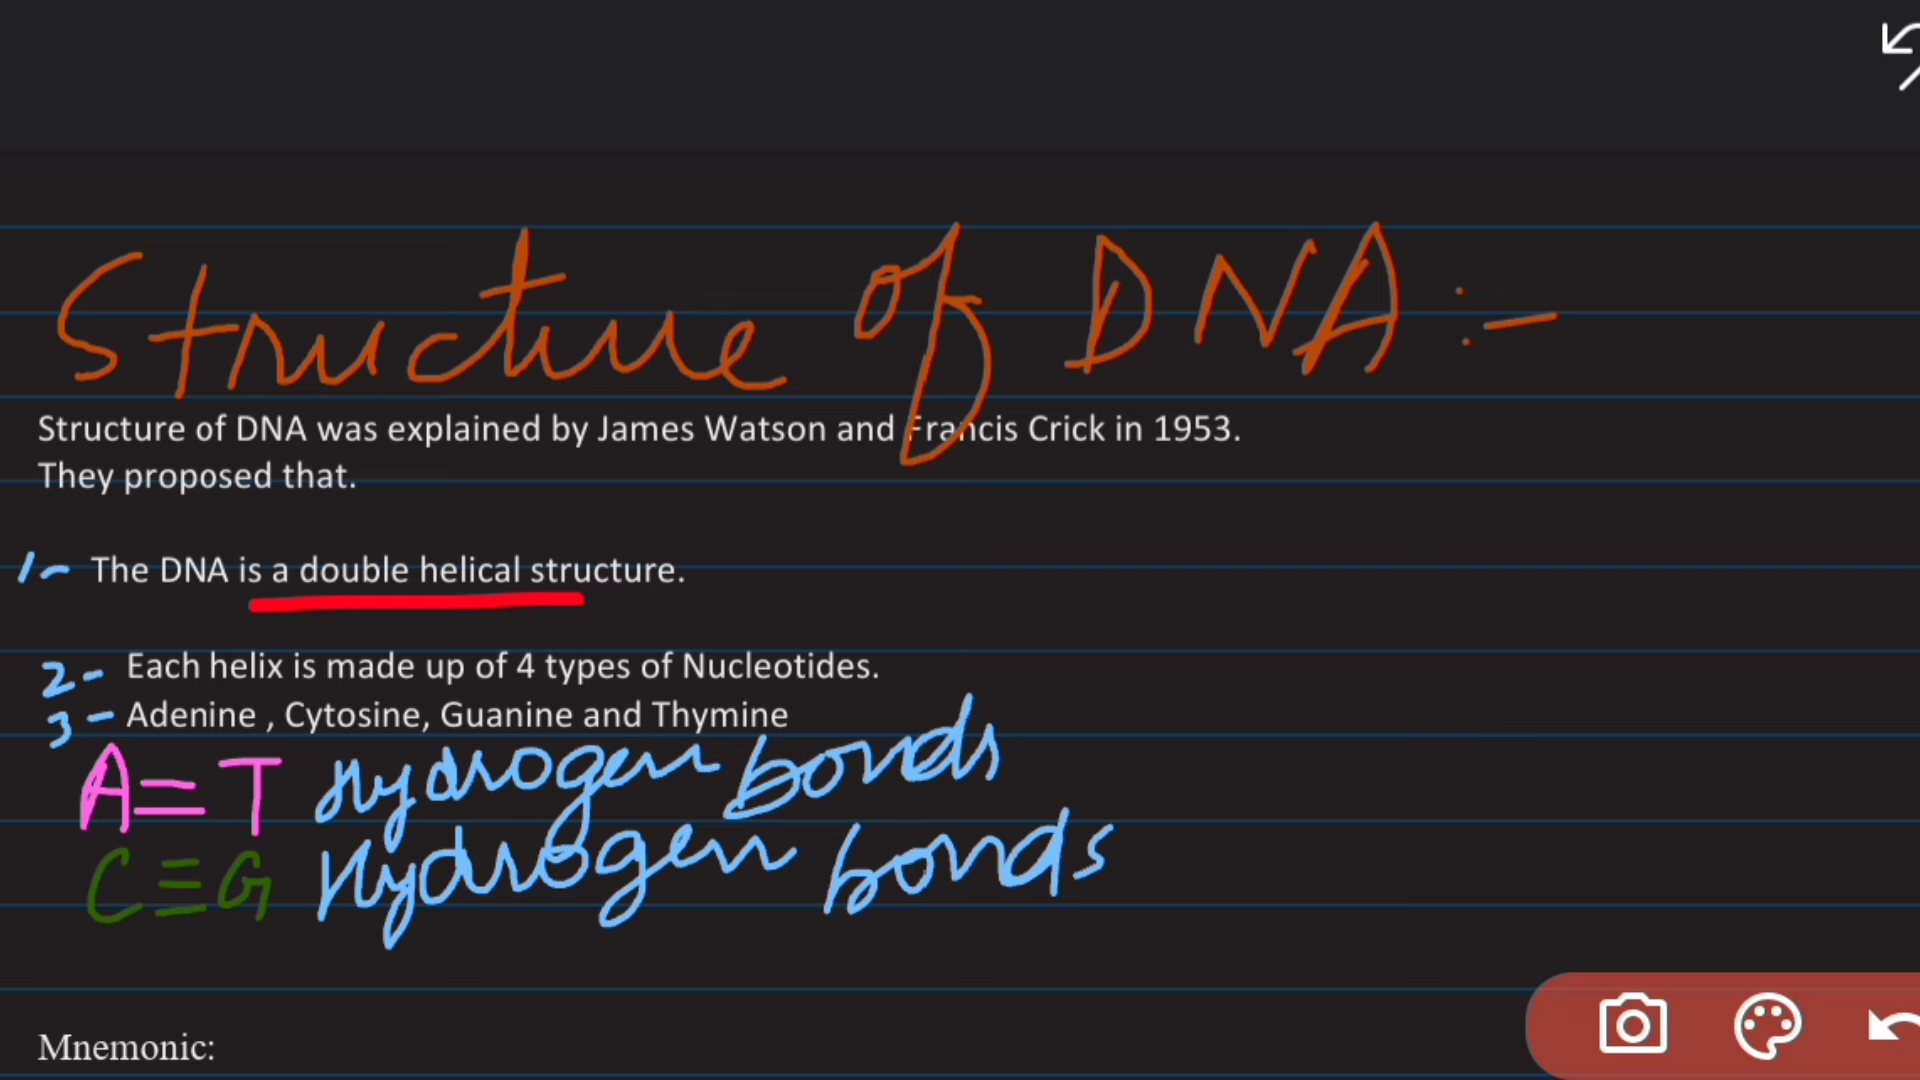 Structure of DNA :-
Structure of DNA was explained by James Watson and Francis Crick in 1953.
They proposed that.
1- The DNA is a double helical structure.
2- Each helix is made up of 4 types of Nucleotides.
3- Adenine , Cytosine, Guanine and Thymine
A=T Hydrogen bonds
C≡G Hydrogen bonds
Mnemonic: